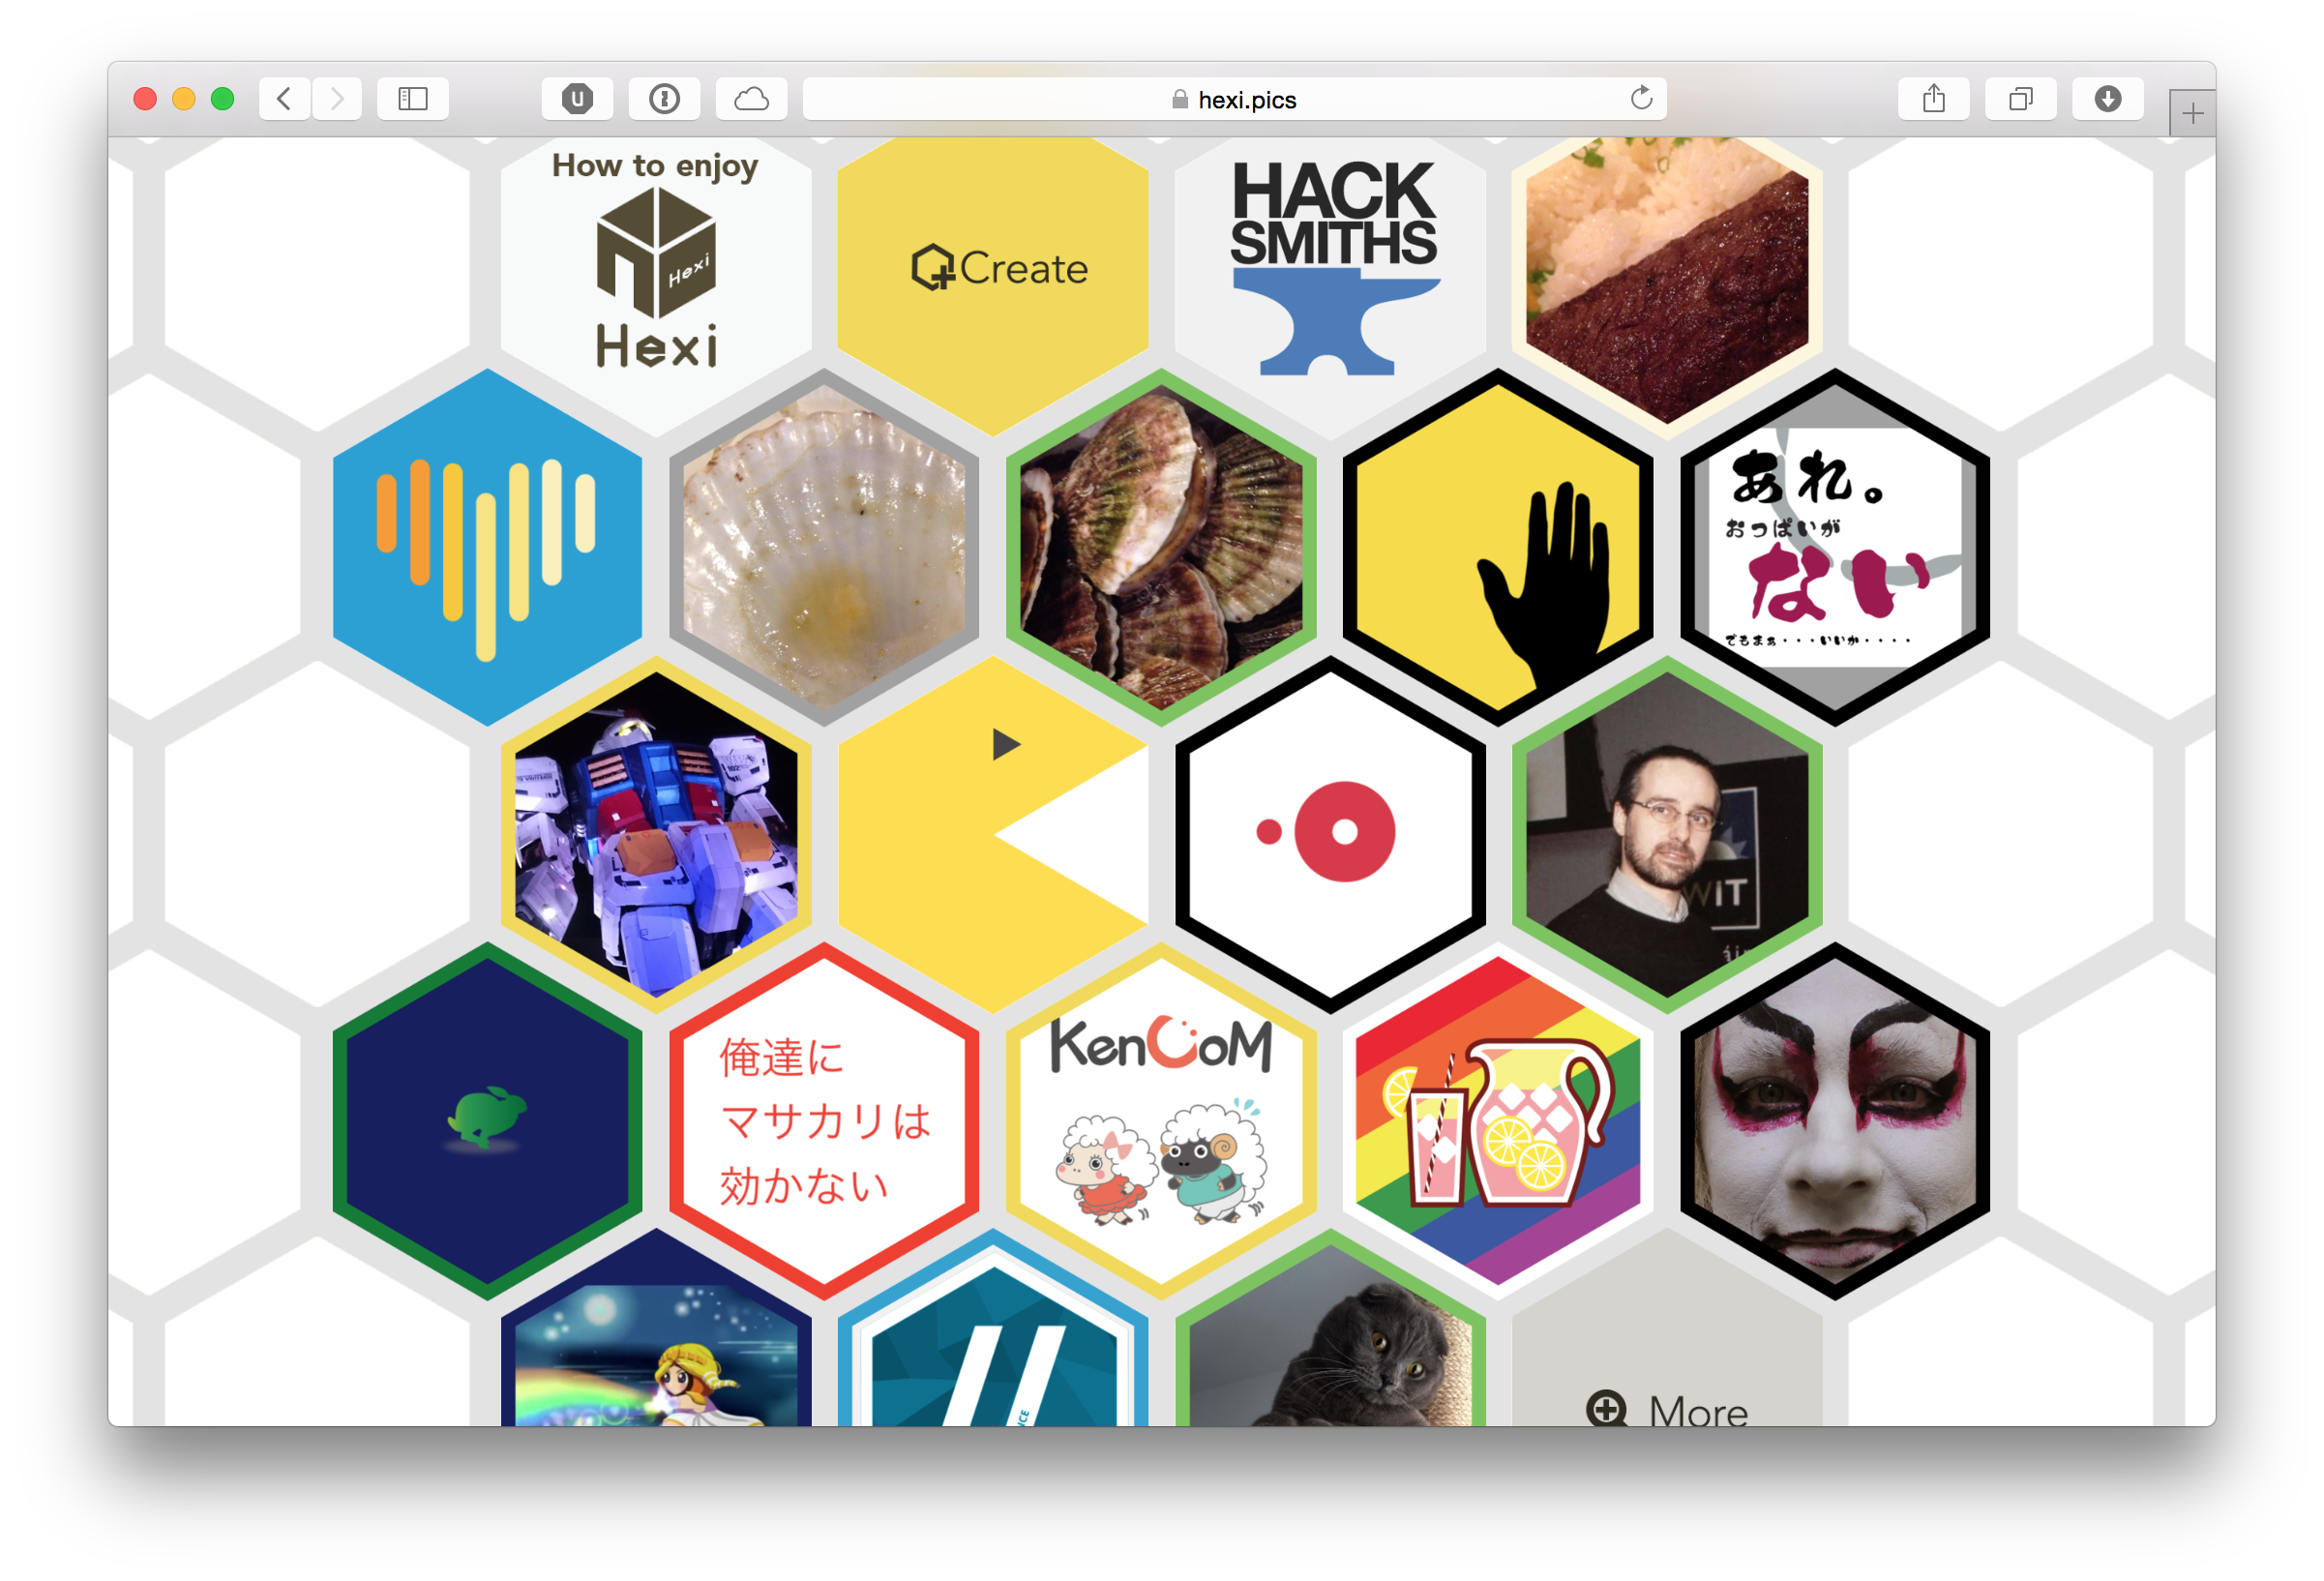 hexi.pics
How to enjoy
Hexi
Hexi
Create
HACK
SMITHS
あれ。
おっぱいが
ない
でもまぁ・・・いいか・・・・
WIT
俺達に
マサカリは
効かない
KenCoM
More